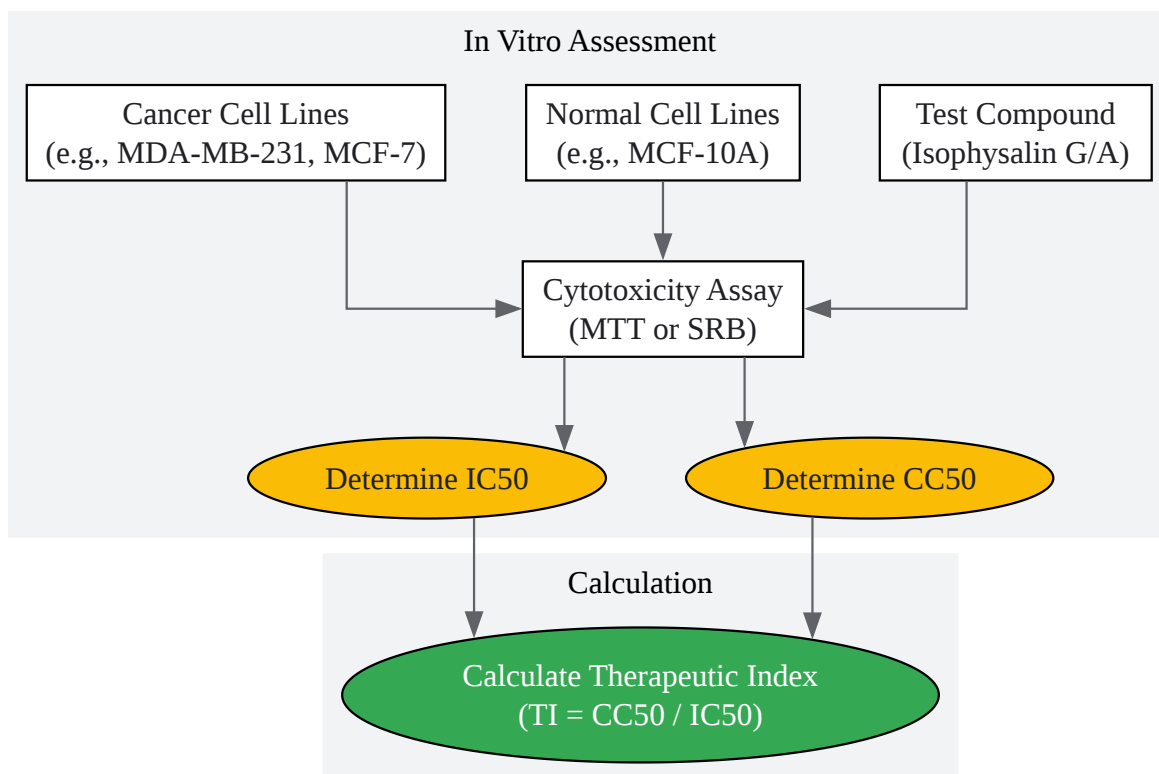 In Vitro Assessment
Cancer Cell Lines
(e.g., MDA-MB-231, MCF-7)
Normal Cell Lines
(e.g., MCF-10A)
Test Compound
(Isophysalin G/A)
Cytotoxicity Assay
(MTT or SRB)
Determine IC50
Determine CC50
Calculation
Calculate Therapeutic Index
(TI = CC50 / IC50)